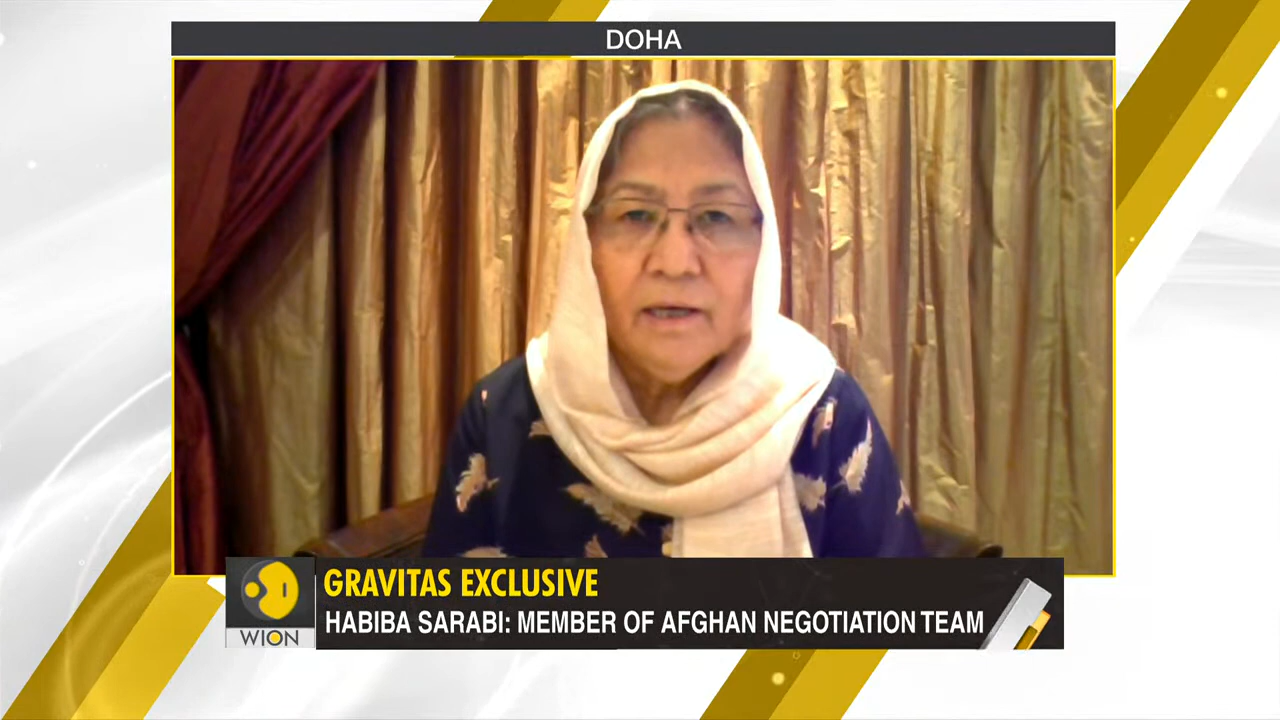 DOHA
GRAVITAS EXCLUSIVE
HABIBA SARABI: MEMBER OF AFGHAN NEGOTIATION TEAM
WION